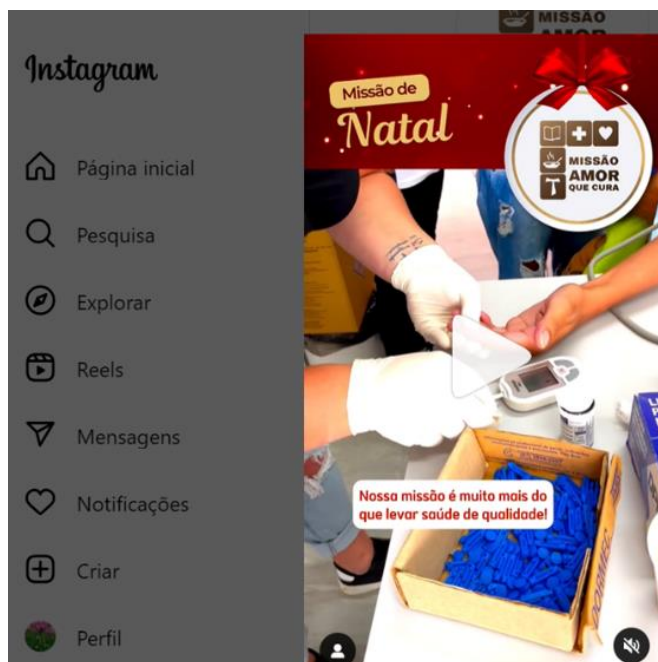 MISSÃO
AMOR
Instagram
Página inicial
Pesquisa
Explorar
Reels
Mensagens
Notificações
Criar
Perfil
Missão de
Natal
MISSÃO
AMOR
QUE CURA
Nossa missão é muito mais do
que levar saúde de qualidade!